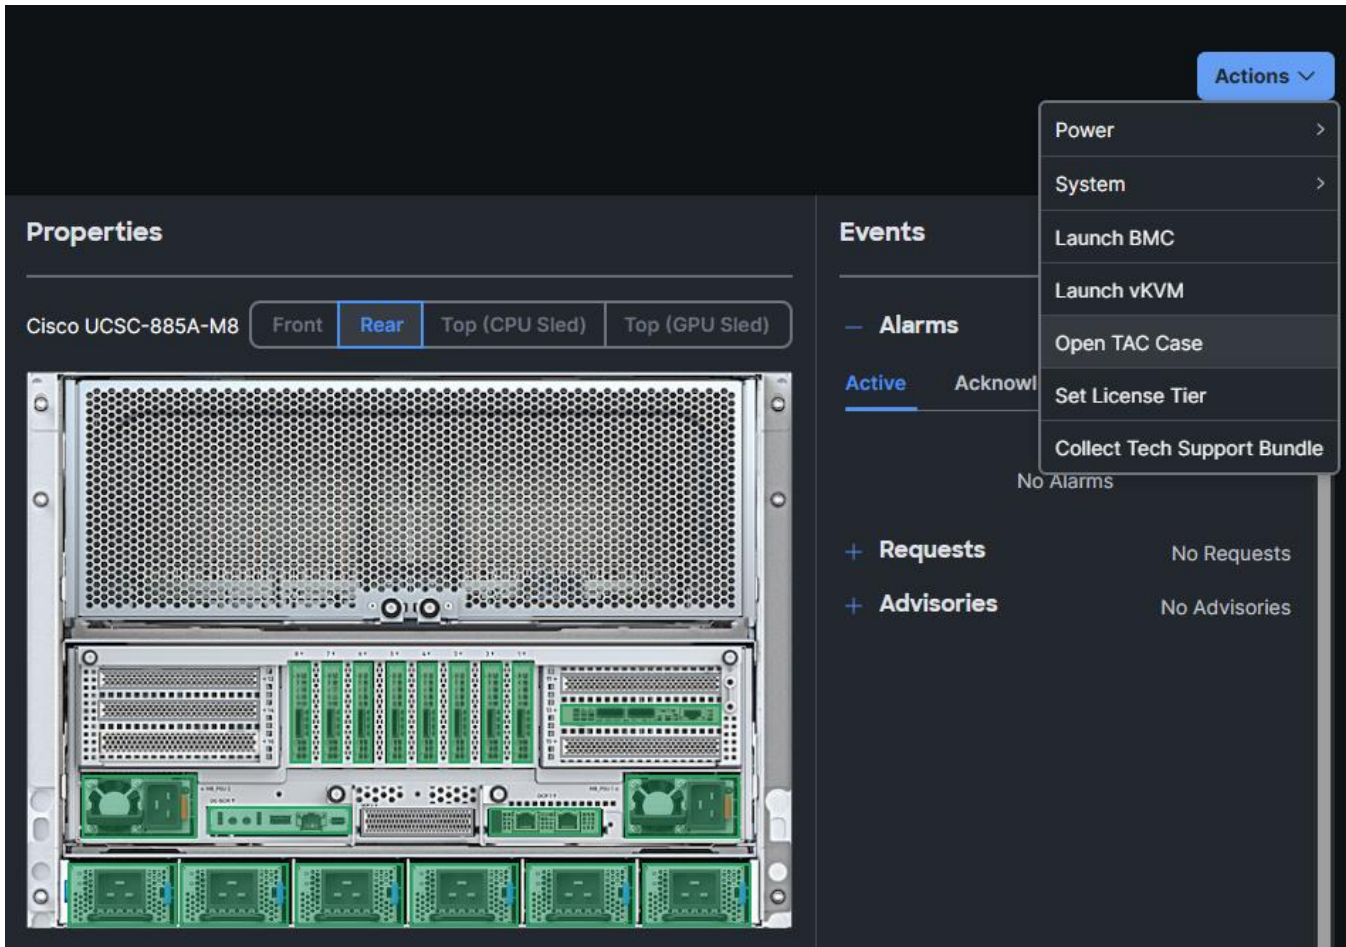 Actions
Power
System
Launch BMC
Launch vKVM
Open TAC Case
Set License Tier
Collect Tech Support Bundle
Properties
Cisco UCSC-885A-M8 Front Rear Top (CPU Sled) Top (GPU Sled)
Events
Alarms
Active Acknowl
No Alarms
Requests No Requests
Advisories No Advisories